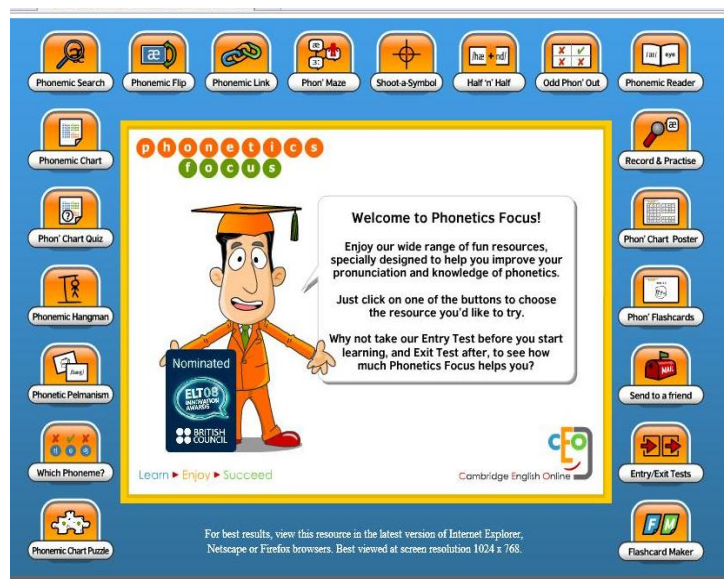 Phonemic Search
Phonemic Flip
Phonemic Link
Phon' Maze
Shoot-a-Symbol
Half 'n' Half
Odd Phon' Out
Phonemic Reader
Phonemic Chart
Phon' Chart Quiz
Phonemic Hangman
Phonetic Pelmanism
Which Phoneme?
Phonemic Chart Puzzle
phonetics
focus
Welcome to Phonetics Focus!
Enjoy our wide range of fun resources,
specially designed to help you improve your
pronunciation and knowledge of phonetics.
Just click on one of the buttons to choose
the resource you'd like to try.
Why not take our Entry Test before you start
learning, and Exit Test after, to see how
much Phonetics Focus helps you?
Nominated
ELT08
INNOVATION
AWARDS
BRITISH
COUNCIL
Learn ► Enjoy ► Succeed
CEO
Cambridge English Online
Record & Practise
Phon' Chart Poster
Phon' Flashcards
MAIL
Send to a friend
Entry/Exit Tests
F M
Flashcard Maker
For best results, view this resource in the latest version of Internet Explorer,
Netscape or Firefox browsers. Best viewed at screen resolution 1024 x 768.